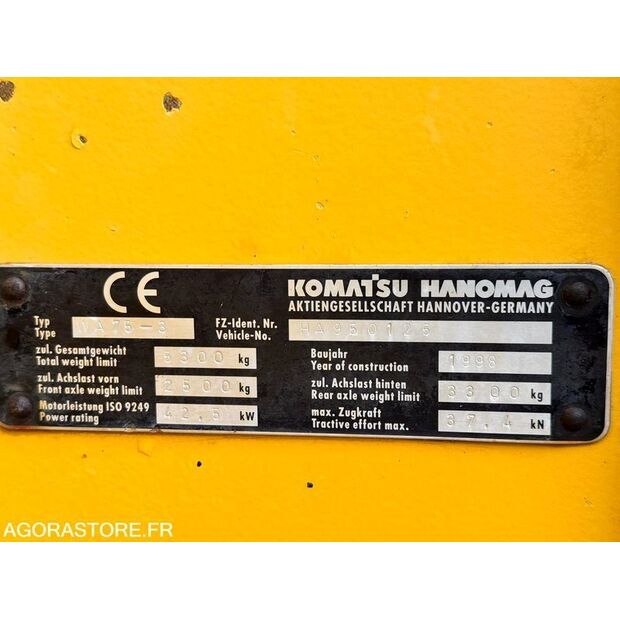 CE
KOMATSU HANOMAG
AKTIENGESELLSCHAFT HANNOVER-GERMANY
Typ
Type WA75-3
FZ-Ident. Nr.
Vehicle-No. HA950125
zul. Gesamtgewicht
Total weight limit 5300 kg
Baujahr
Year of construction 1998
zul. Achslast vorn
Front axle weight limit 2500 kg
zul. Achslast hinten
Rear axle weight limit 3300 kg
Motorleistung ISO 9249
Power rating 42,5 kW
max. Zugkraft
Tractive effort max. 37,4 kN
AGORASTORE.FR